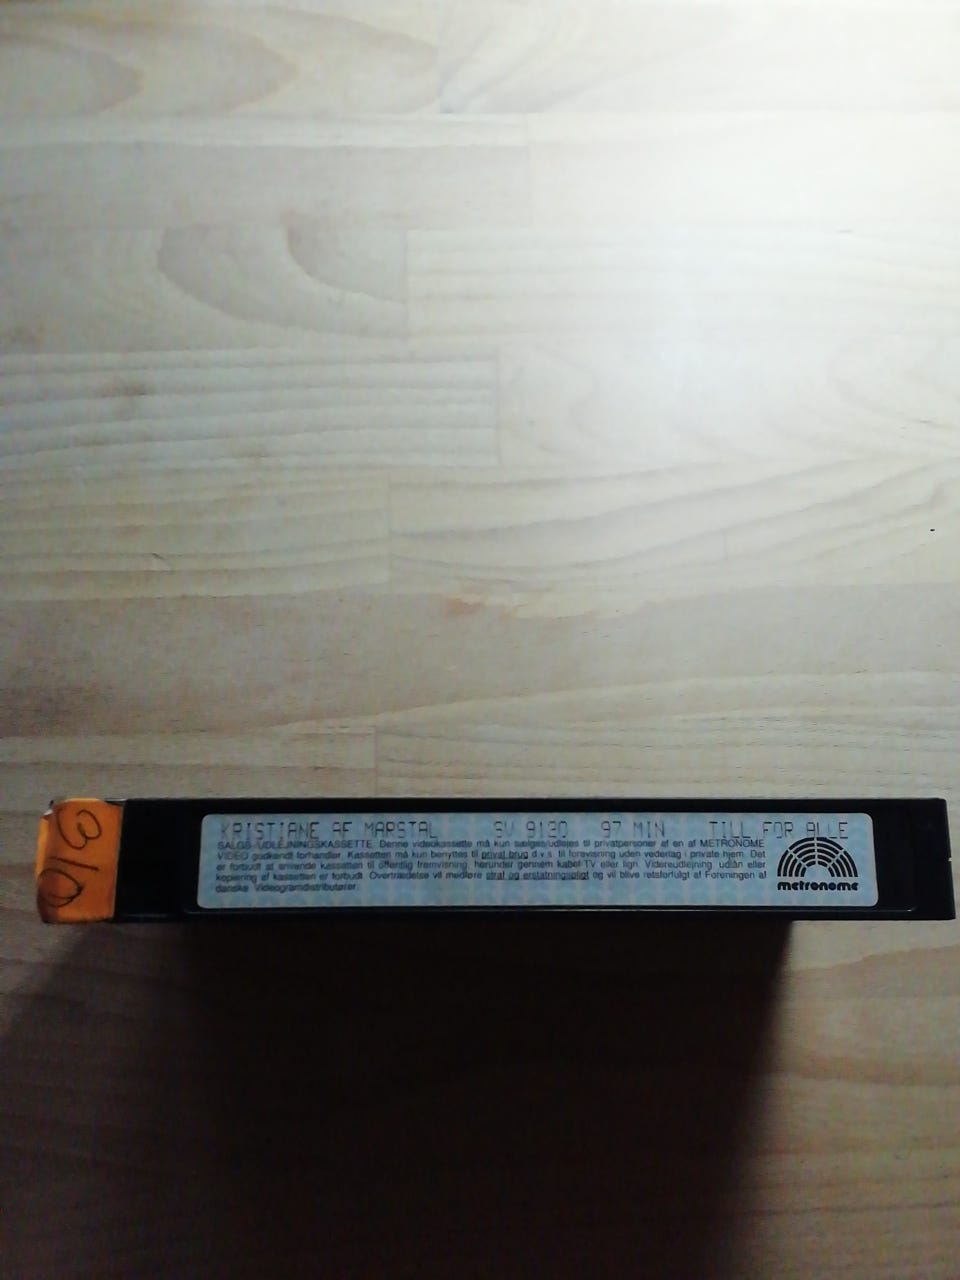 KRISTIANE AF MARSTAL SV 9130 97 MIN TILL FOR ALLE
SALGS-UDLEJNINGSKASSETTE. Denne videokassette må kun sælges/udlejes til privatpersoner af en af METRONOME
VIDEO godkendt forhandler. Kassetten må kun benyttes til privat brug d.v.s. til forevisning uden vederlag i private hjem. Det
er forbudt at anvende kassetten til offentlig fremvisning, herunder gennem kabel-TV eller lign. Videreudlejning, udlån eller
kopiering af kassetten er forbudt. Overtrædelse vil medføre straf og erstatningspligt og vil blive retsforfulgt af Foreningen af
danske Videogramdistributører.
metronome